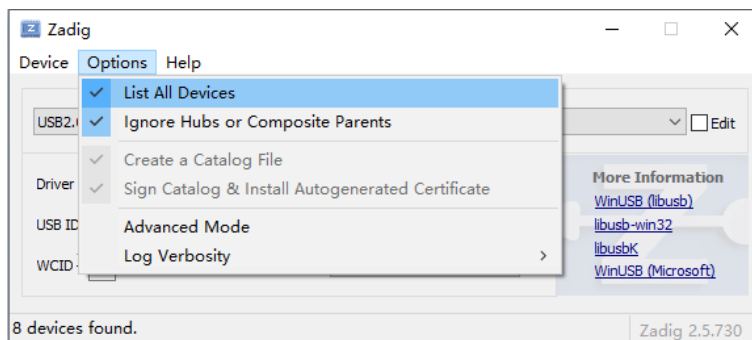 Zadig
Device Options Help
List All Devices
USB2.0 Edit
Ignore Hubs or Composite Parents
Create a Catalog File
Driver
Sign Catalog & Install Autogenerated Certificate
More Information
WinUSB (libusb)
USB ID
Advanced Mode
libusb-win32
WCID
Log Verbosity
libusbK
WinUSB (Microsoft)
8 devices found. Zadig 2.5.730